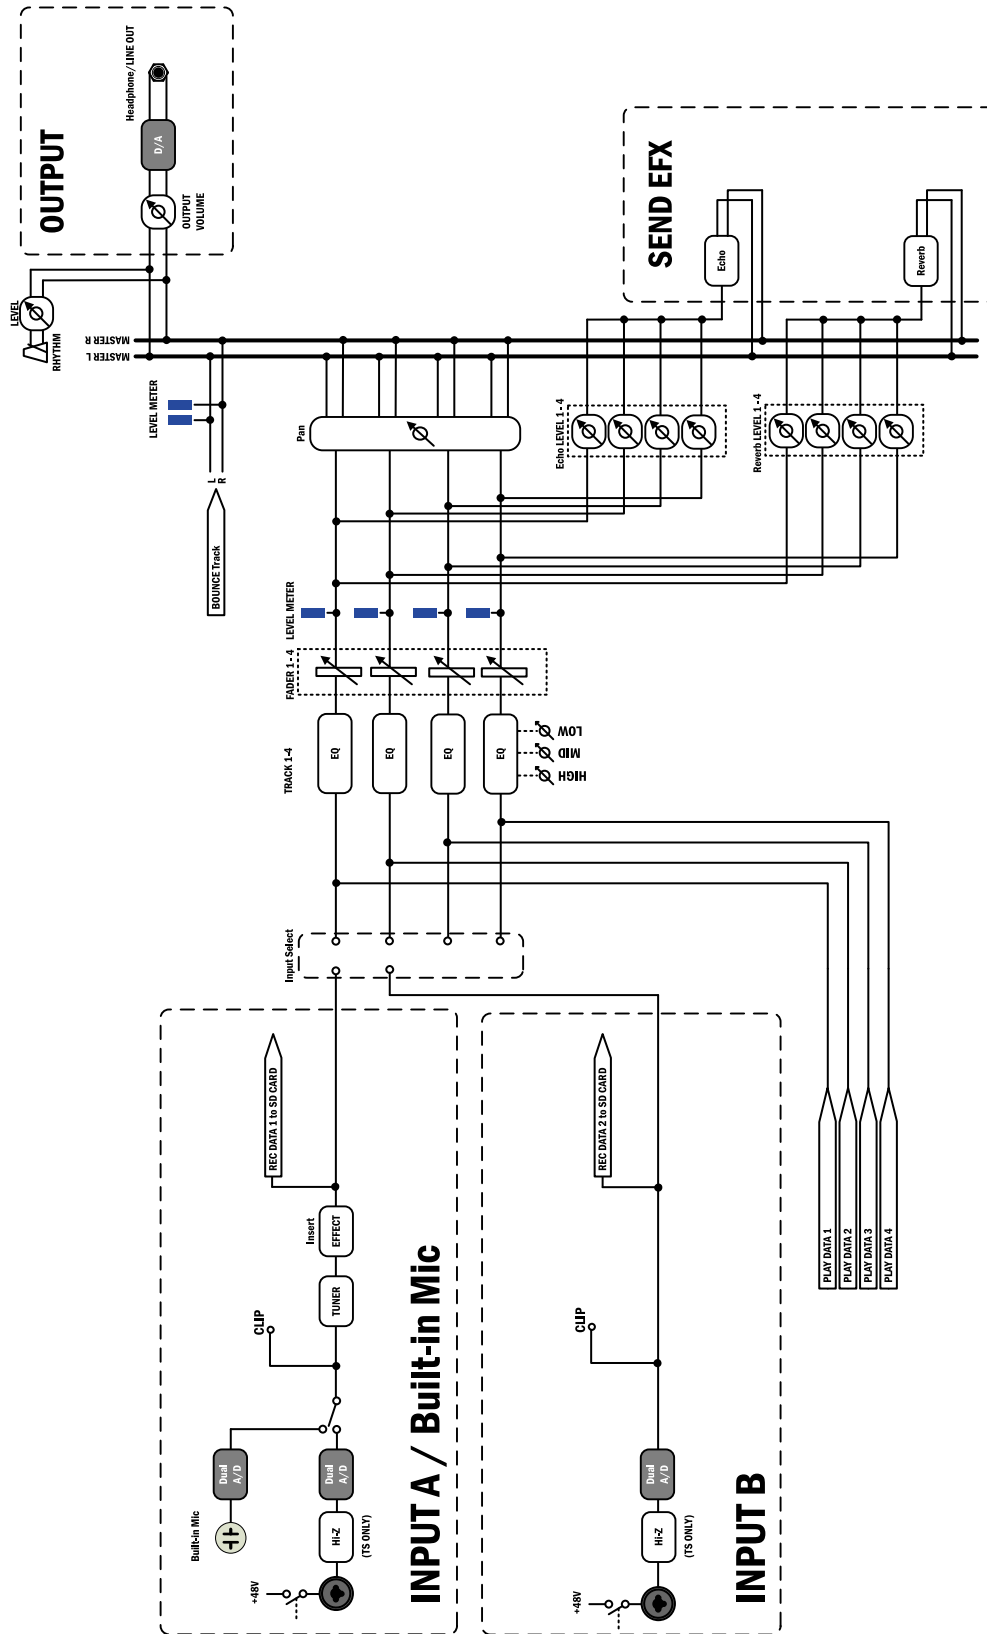 OUTPUT
Headphone/LINE OUT
D/A
OUTPUT
VOLUME
LEVEL
RHYTHM
MASTER R
MASTER L
LEVEL METER
L
R
BOUNCE Track
SEND EFX
Echo
Reverb
Pan
Echo LEVEL 1 - 4
Reverb LEVEL 1 - 4
LEVEL METER
FADER 1 - 4
TRACK 1-4
EQ
EQ
EQ
EQ
LOW
MID
HIGH
Input Select
INPUT A / Built-in Mic
REC DATA 1 to SD CARD
Insert
EFFECT
TUNER
CLIP
Dual
A/D
Built-in Mic
Dual
A/D
Hi-Z
(TS ONLY)
+48V
INPUT B
REC DATA 2 to SD CARD
CLIP
Dual
A/D
Hi-Z
(TS ONLY)
+48V
PLAY DATA 1
PLAY DATA 2
PLAY DATA 3
PLAY DATA 4